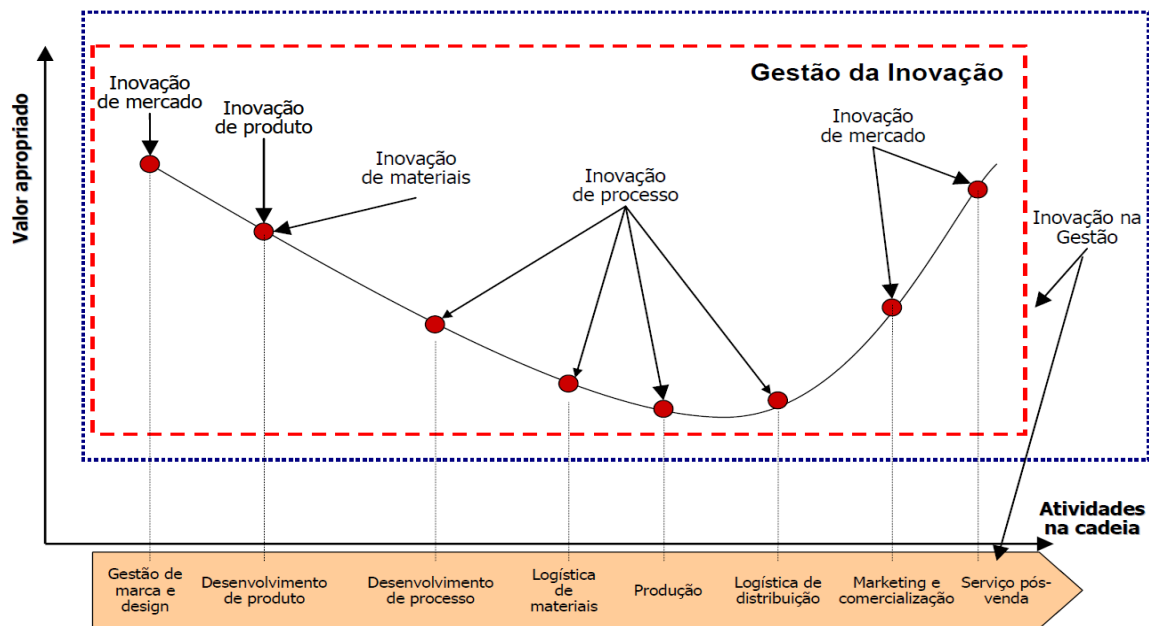 Gestão da Inovação
Valor apropriado
Inovação
de mercado
Inovação
de produto
Inovação
de materiais
Inovação
de processo
Inovação
de mercado
Inovação na
Gestão
Atividades
na cadeia
Gestão de
marca e
design
Desenvolvimento
de produto
Desenvolvimento
de processo
Logística
de
materiais
Produção
Logística de
distribuição
Marketing e
comercialização
Serviço pós-
venda